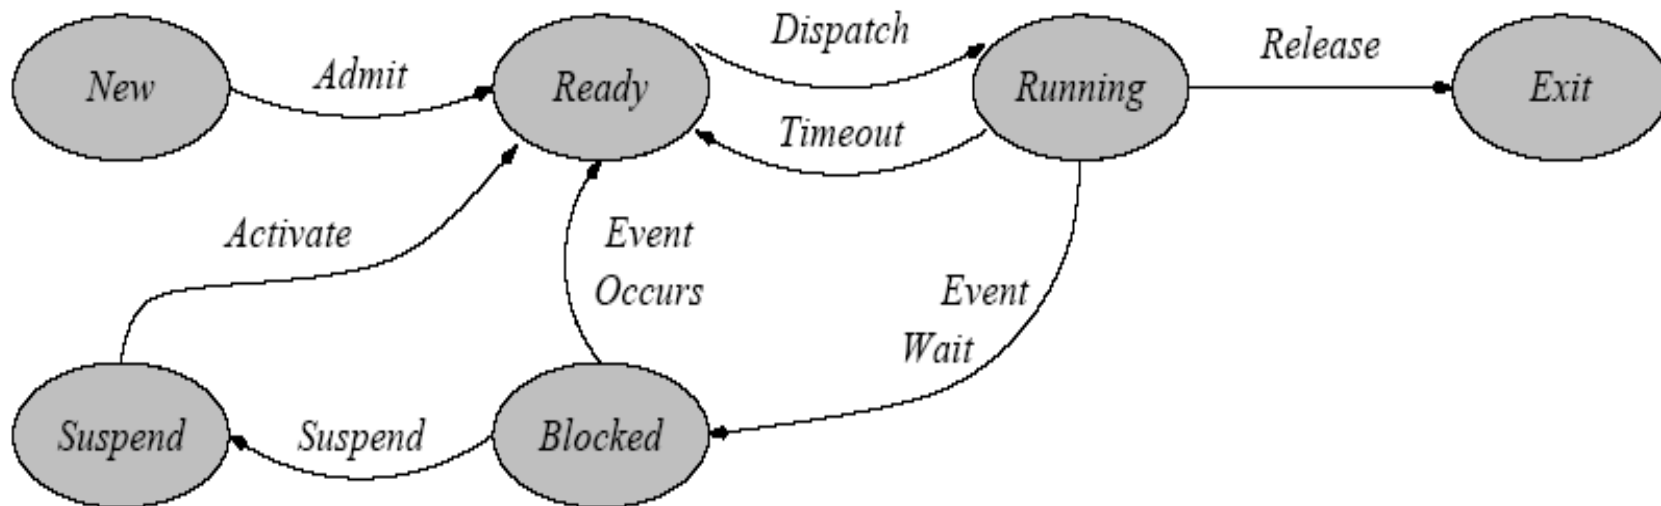 Dispatch
Release
New
Admit
Ready
Running
Exit
Timeout
Activate
Event
Occurs
Event
Wait
Suspend
Suspend
Blocked